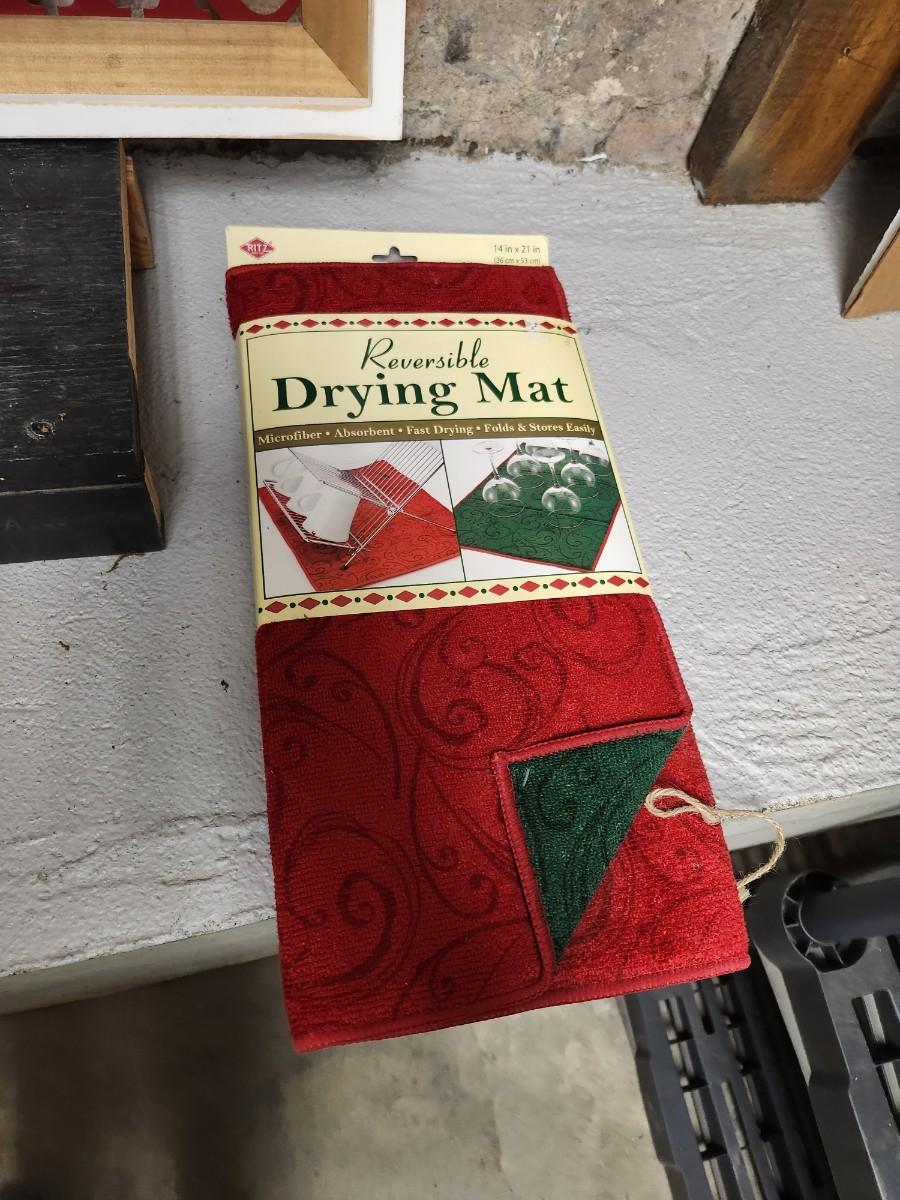 RITZ
14 in x 21 in
(36 cm x 53 cm)
Reversible
Drying Mat
Microfiber • Absorbent • Fast Drying • Folds & Stores Easily